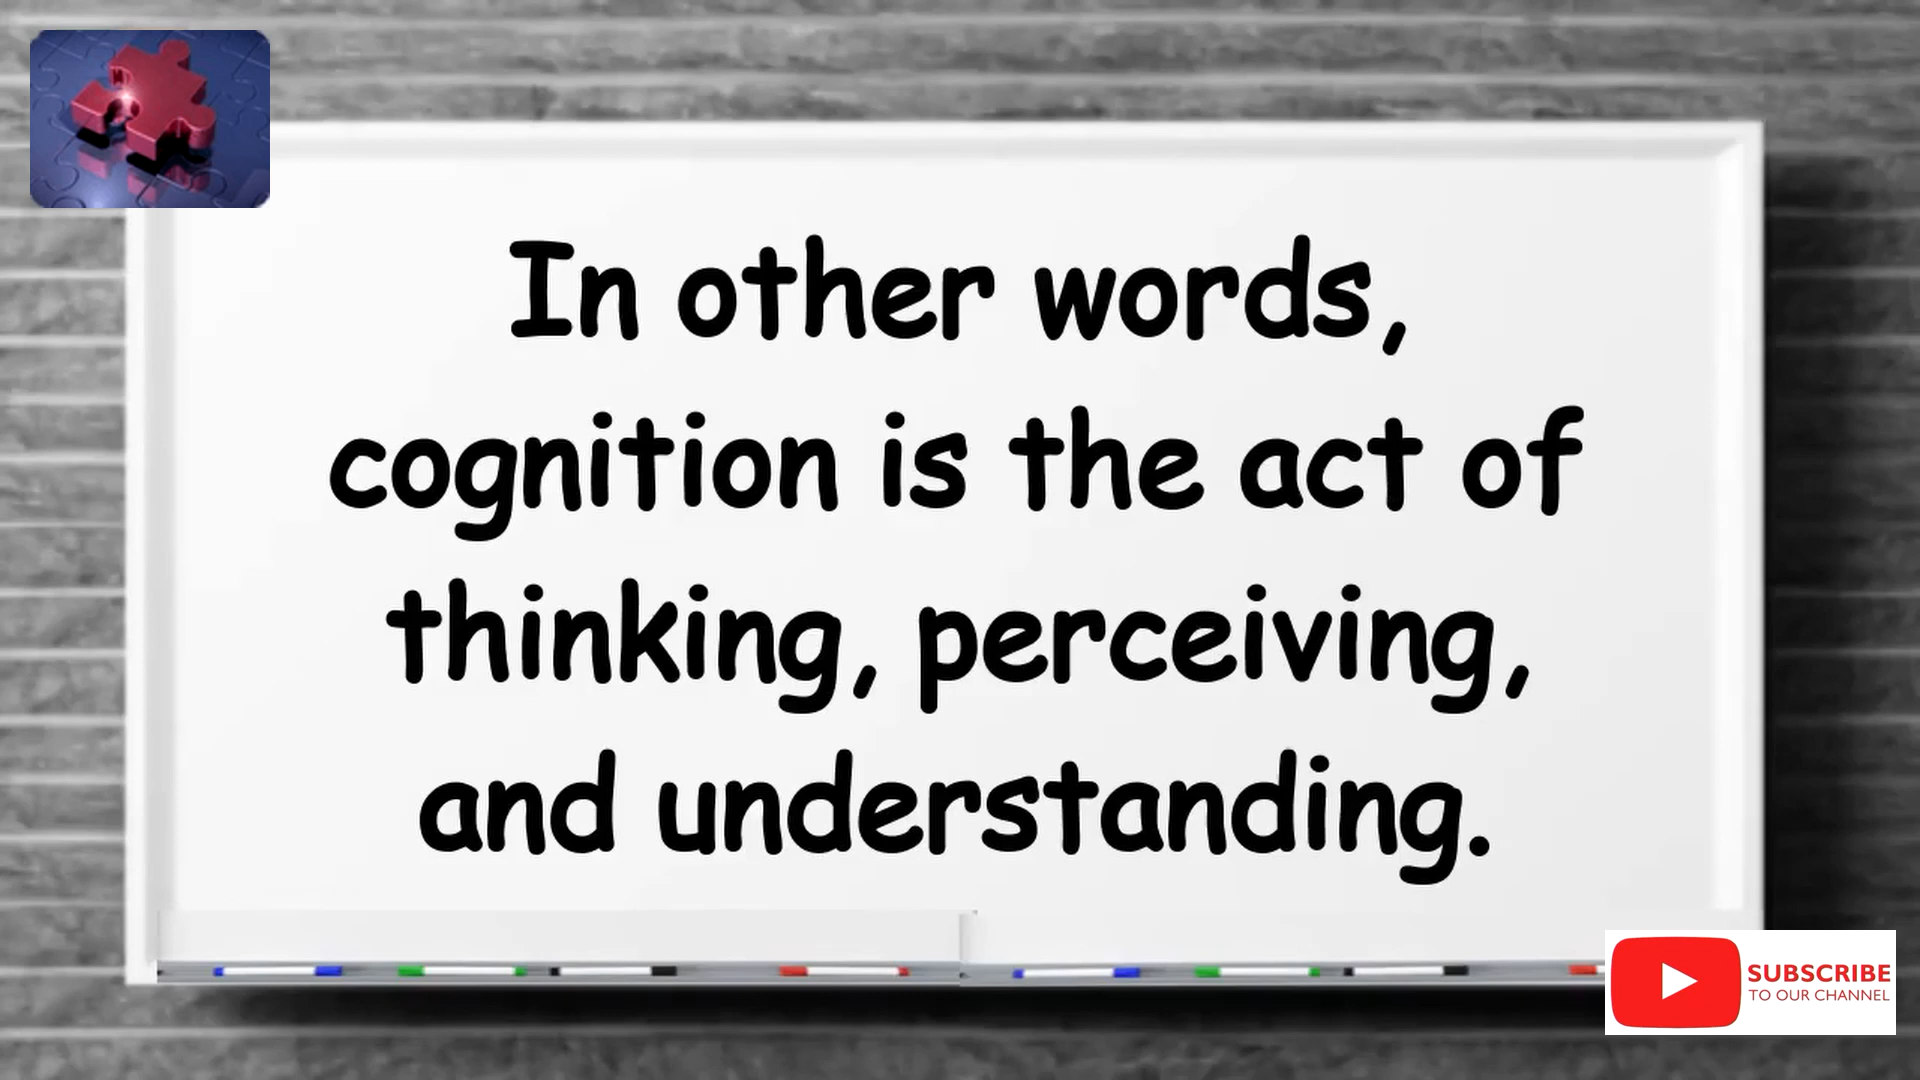 In other words,
cognition is the act of
thinking, perceiving,
and understanding.
SUBSCRIBE
TO OUR CHANNEL